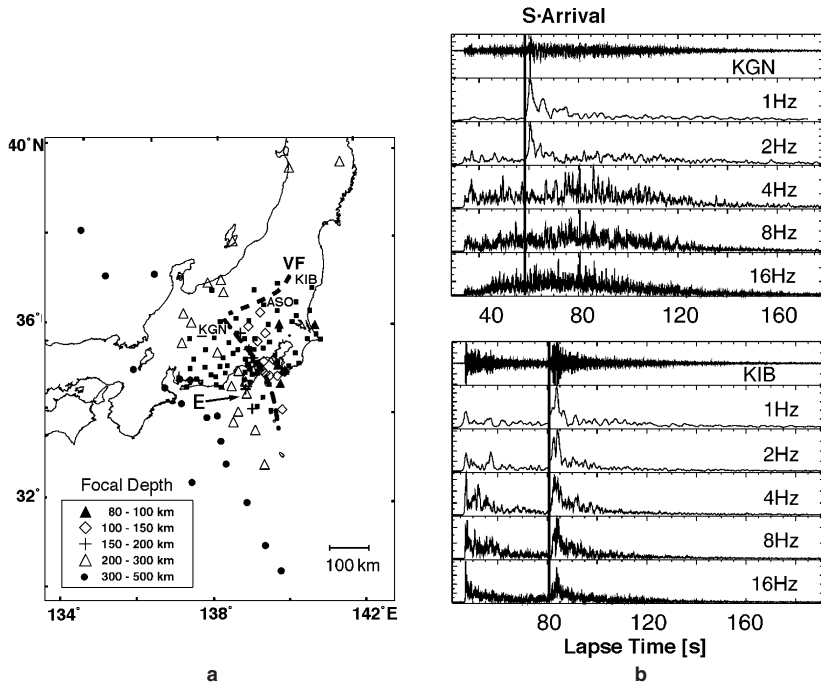 40°N
36°
32°
134°
138°
142°E
VF
KIB
ASO
KGN
E
Focal Depth
80 - 100 km
100 - 150 km
150 - 200 km
200 - 300 km
300 - 500 km
100 km
a
S·Arrival
KGN
1Hz
2Hz
4Hz
8Hz
16Hz
40 80 120 160
KIB
1Hz
2Hz
4Hz
8Hz
16Hz
80 120 160
Lapse Time [s]
b